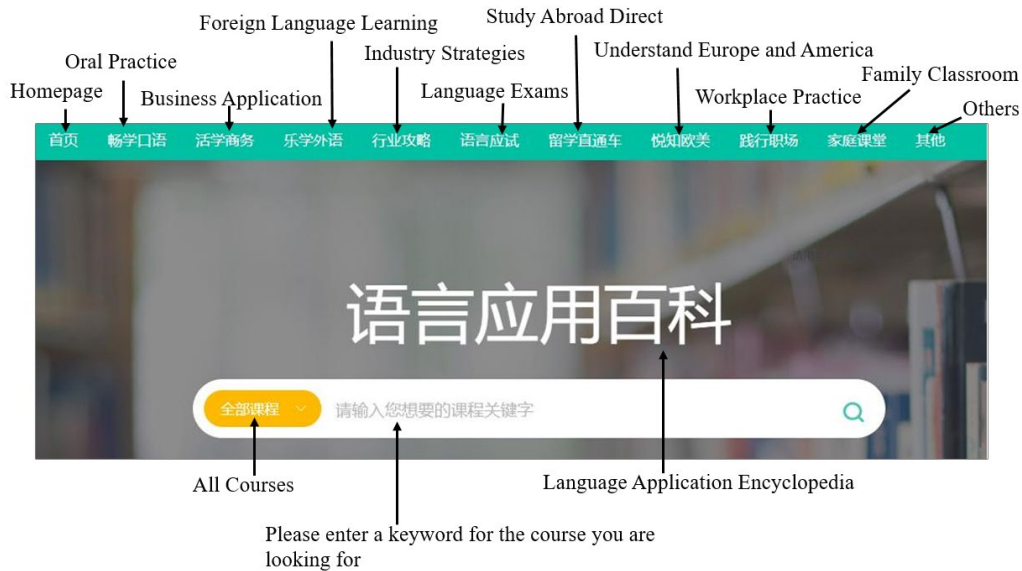 Study Abroad Direct
Foreign Language Learning
Understand Europe and America
Industry Strategies
Oral Practice
Family Classroom
Homepage
Business Application
Language Exams
Workplace Practice
Others
首页 畅学口语 活学商务 乐学外语 行业攻略 语言应试 留学直通车 悦知欧美 践行职场 家庭课堂 其他
语言应用百科
全部课程 请输入您想要的课程关键字
All Courses
Language Application Encyclopedia
Please enter a keyword for the course you are
looking for